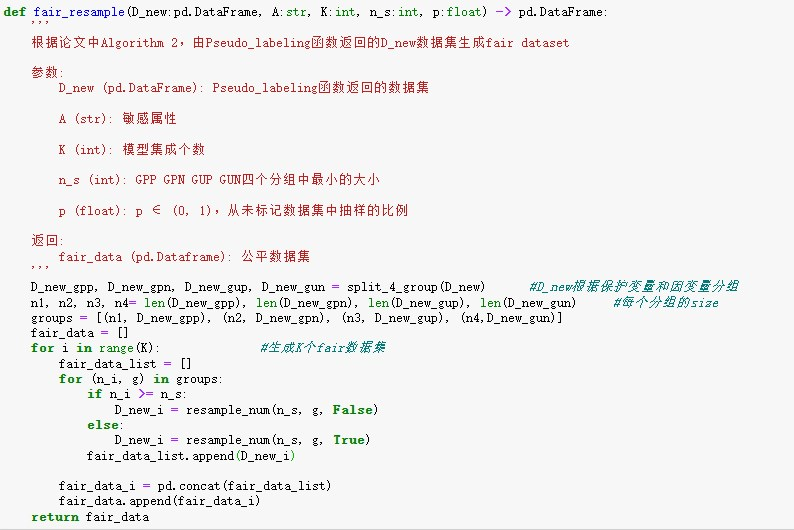 def fair_resample(D_new:pd.DataFrame, A:str, K:int, n_s:int, p:float) -> pd.DataFrame:
'''
根据论文中Algorithm 2，由Pseudo_labeling函数返回的D_new数据集生成fair dataset
参数:
D_new (pd.DataFrame): Pseudo_labeling函数返回的数据集
A (str): 敏感属性
K (int): 模型集成个数
n_s (int): GPP GPN GUP GUN四个分组中最小的大小
p (float): p ∈ (0, 1)，从未标记数据集中抽样的比例
返回:
fair_data (pd.Dataframe): 公平数据集
'''
D_new_gpp, D_new_gpn, D_new_gup, D_new_gun = split_4_group(D_new) #D_new根据保护变量和因变量分组
n1, n2, n3, n4= len(D_new_gpp), len(D_new_gpn), len(D_new_gup), len(D_new_gun) #每个分组的size
groups = [(n1, D_new_gpp), (n2, D_new_gpn), (n3, D_new_gup), (n4,D_new_gun)]
fair_data = []
for i in range(K): #生成K个fair数据集
fair_data_list = []
for (n_i, g) in groups:
if n_i >= n_s:
D_new_i = resample_num(n_s, g, False)
else:
D_new_i = resample_num(n_s, g, True)
fair_data_list.append(D_new_i)
fair_data_i = pd.concat(fair_data_list)
fair_data.append(fair_data_i)
return fair_data